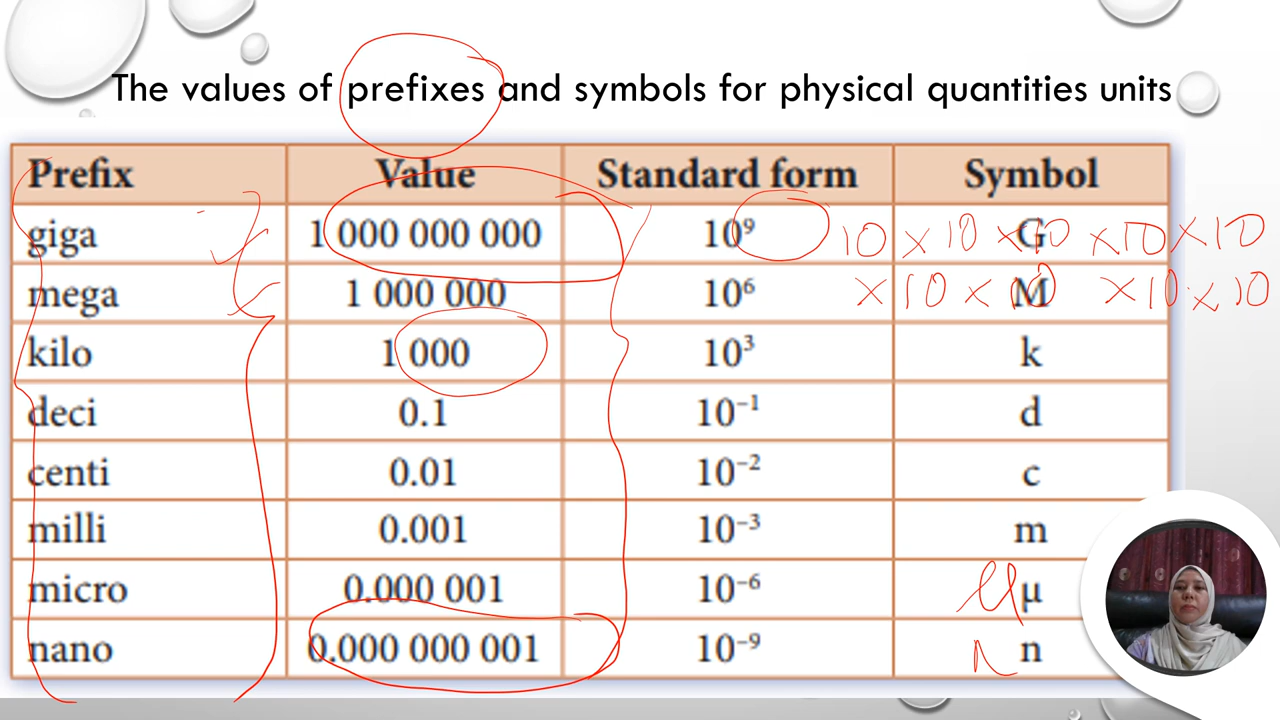 The values of prefixes and symbols for physical quantities units
Prefix Value Standard form Symbol
giga 1 000 000 000 10⁹ G
10 × 10 × 10 × 10 × 10
mega 1 000 000 10⁶ M
× 10 × 10 × 10 × 10
kilo 1 000 10³ k
deci 0.1 10⁻¹ d
centi 0.01 10⁻² c
milli 0.001 10⁻³ m
micro 0.000 001 10⁻⁶ μ μ
nano 0.000 000 001 10⁻⁹ n n